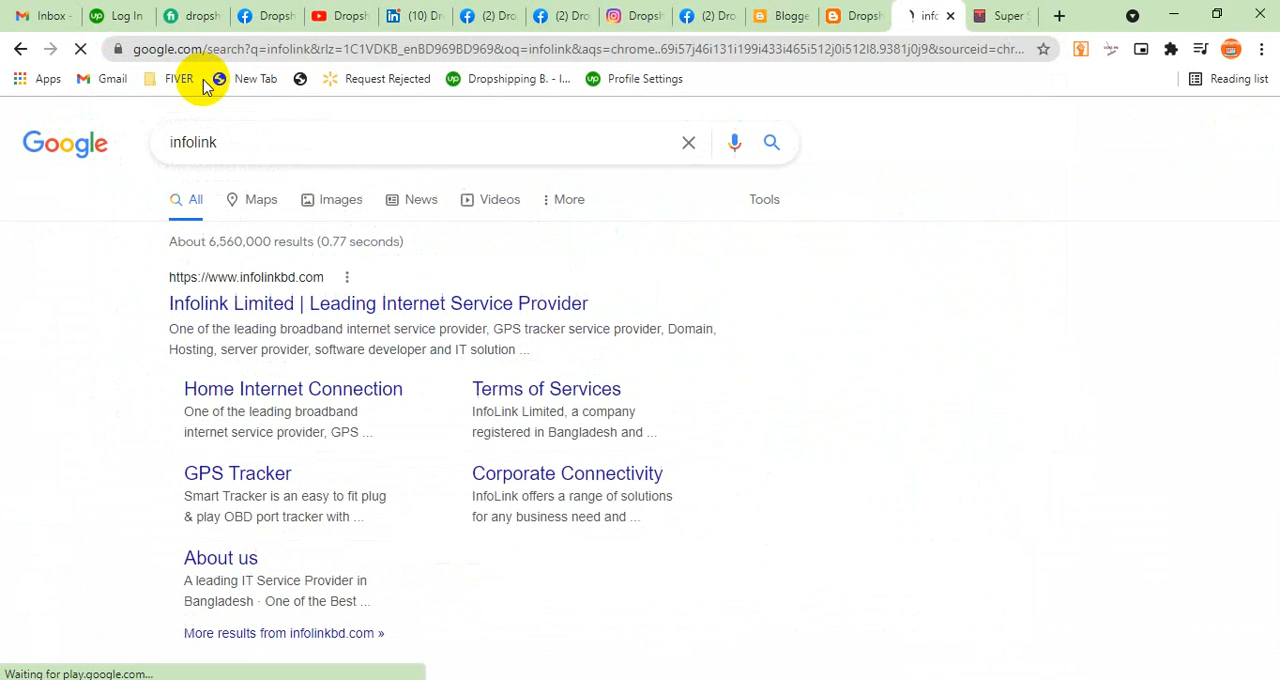 Inbox -
Log In
dropsh
Dropsh
Dropsh
(10) D
(2) Dro
(2) Dro
Dropsh
(2) Dro
Blogge
Dropsh
info
Super S
google.com/search?q=infolink&rlz=1C1VDKB_enBD969BD969&oq=infolink&aqs=chrome..69i57j46i131i199i433i465i512j0i512l8.9381j0j9&sourceid=chr...
Apps
Gmail
FIVER
New Tab
Request Rejected
Dropshipping B. - I...
Profile Settings
Reading list
Google
infolink
All
Maps
Images
News
Videos
More
Tools
About 6,560,000 results (0.77 seconds)
https://www.infolinkbd.com
Infolink Limited | Leading Internet Service Provider
One of the leading broadband internet service provider, GPS tracker service provider, Domain,
Hosting, server provider, software developer and IT solution ...
Home Internet Connection
One of the leading broadband
internet service provider, GPS ...
Terms of Services
InfoLink Limited, a company
registered in Bangladesh and ...
GPS Tracker
Smart Tracker is an easy to fit plug
& play OBD port tracker with ...
Corporate Connectivity
InfoLink offers a range of solutions
for any business need and ...
About us
A leading IT Service Provider in
Bangladesh · One of the Best ...
More results from infolinkbd.com »
Waiting for play.google.com...